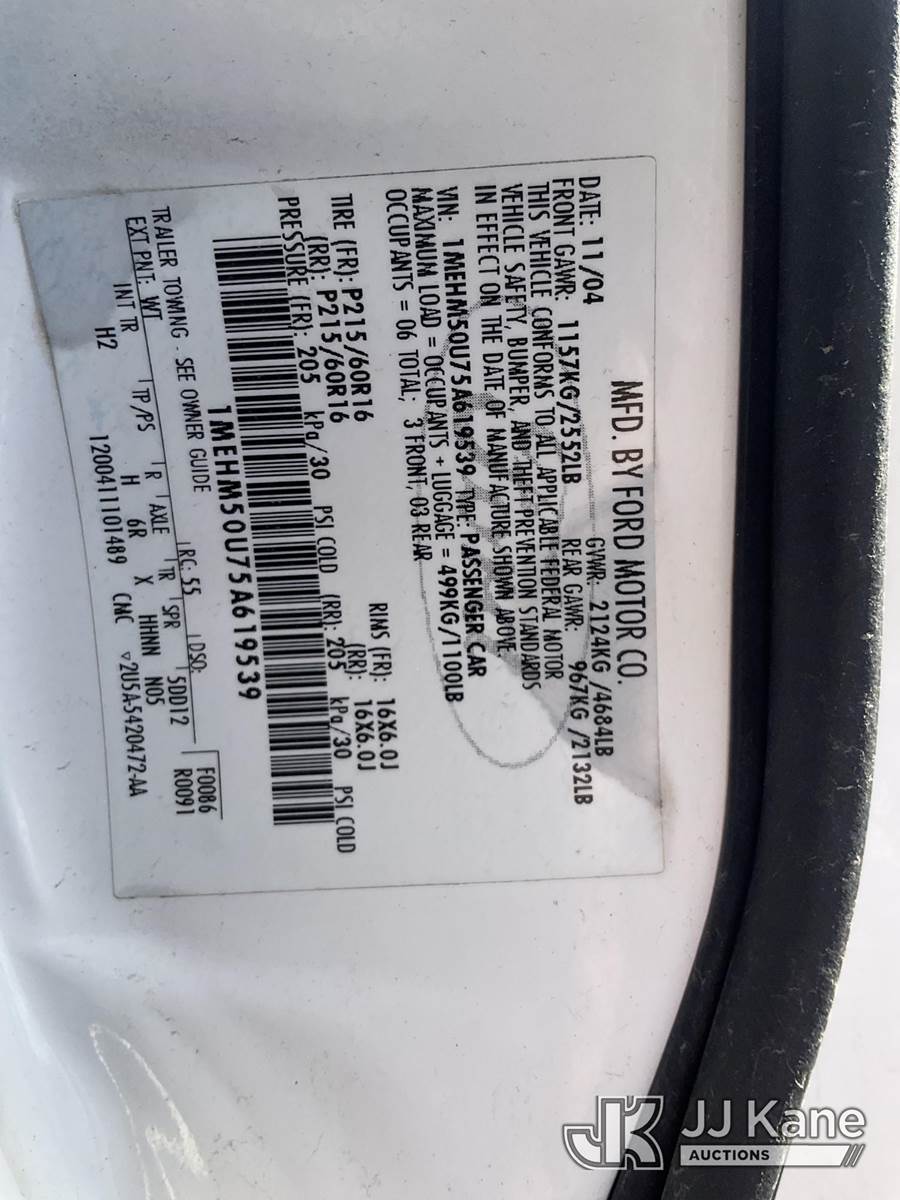 MFD. BY FORD MOTOR CO.
DATE: 11/04 GVWR: 2124KG /4684LB
FRONT GAWR: 1157KG/2552LB REAR GAWR: 967KG /2132LB
THIS VEHICLE CONFORMS TO ALL APPLICABLE FEDERAL MOTOR
VEHICLE SAFETY, BUMPER, AND THEFT PREVENTION STANDARDS
IN EFFECT ON THE DATE OF MANUFACTURE SHOWN ABOVE.
VIN: 1MEHM50U75A619539 TYPE: PASSENGER CAR
MAXIMUM LOAD = OCCUPANTS + LUGGAGE = 499KG/1100LB
OCCUPANTS = 06 TOTAL; 3 FRONT, 03 REAR
TIRE (FR): P215/60R16 RIMS (FR): 16X6.0J
(RR): P215/60R16 (RR): 16X6.0J
PRESSURE (FR): 205 kPa/30 PSI COLD (RR): 205 kPa/30 PSI COLD
1MEHM50U75A619539
TRAILER TOWING - SEE OWNER GUIDE
EXT PNT: WT RC: 55 DSO: F0086
INT TR TP/PS R AXLE TR SPR 5DD12 R0091
H2 H 6R X HHNN N05
1200411101489 CMC ▽2U5A-5420472-AA
JK JJ Kane
AUCTIONS